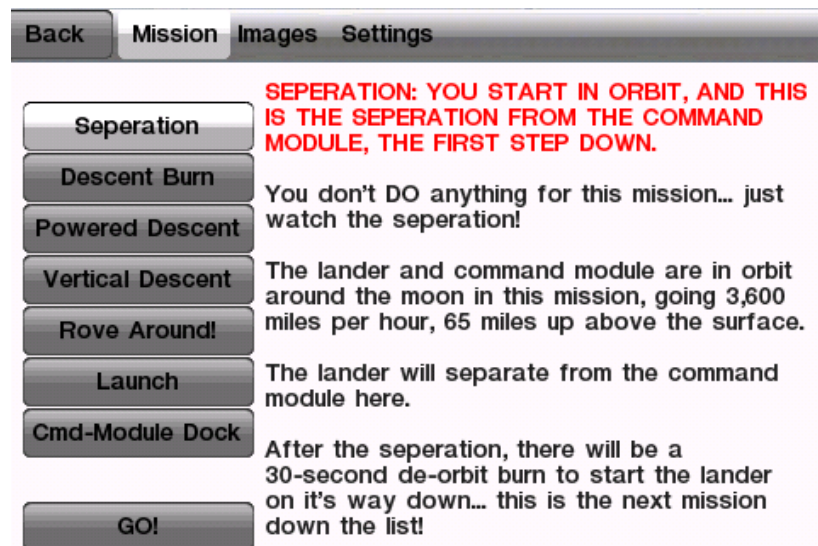 Back Mission Images Settings
Seperation
Descent Burn
Powered Descent
Vertical Descent
Rove Around!
Launch
Cmd-Module Dock
GO!
SEPERATION: YOU START IN ORBIT, AND THIS
IS THE SEPERATION FROM THE COMMAND
MODULE, THE FIRST STEP DOWN.
You don't DO anything for this mission... just
watch the seperation!
The lander and command module are in orbit
around the moon in this mission, going 3,600
miles per hour, 65 miles up above the surface.
The lander will separate from the command
module here.
After the seperation, there will be a
30-second de-orbit burn to start the lander
on it's way down... this is the next mission
down the list!